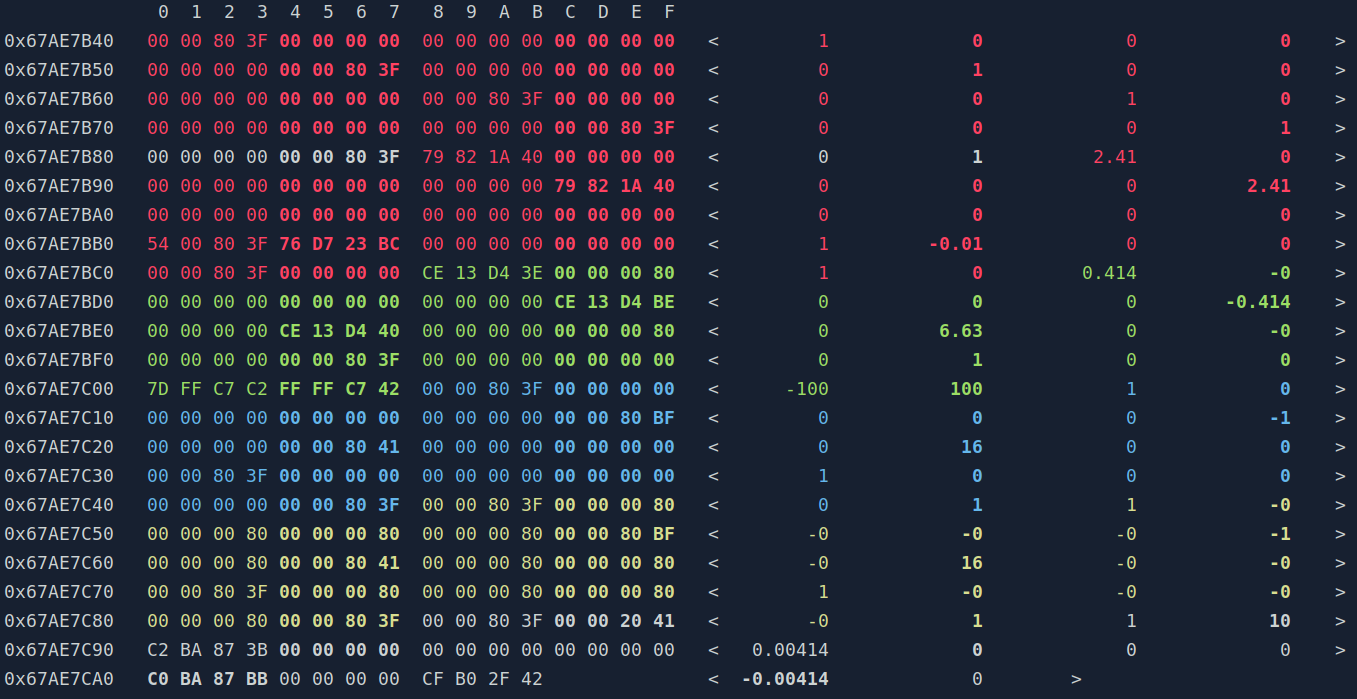 0 1 2 3 4 5 6 7 8 9 A B C D E F
0x67AE7B40 00 00 80 3F 00 00 00 00 00 00 00 00 00 00 00 00 < 1 0 0 0 >
0x67AE7B50 00 00 00 00 00 00 80 3F 00 00 00 00 00 00 00 00 < 0 1 0 0 >
0x67AE7B60 00 00 00 00 00 00 00 00 00 00 80 3F 00 00 00 00 < 0 0 1 0 >
0x67AE7B70 00 00 00 00 00 00 00 00 00 00 00 00 00 00 80 3F < 0 0 0 1 >
0x67AE7B80 00 00 00 00 00 00 80 3F 79 82 1A 40 00 00 00 00 < 0 1 2.41 0 >
0x67AE7B90 00 00 00 00 00 00 00 00 00 00 00 00 79 82 1A 40 < 0 0 0 2.41 >
0x67AE7BA0 00 00 00 00 00 00 00 00 00 00 00 00 00 00 00 00 < 0 0 0 0 >
0x67AE7BB0 54 00 80 3F 76 D7 23 BC 00 00 00 00 00 00 00 00 < 1 -0.01 0 0 >
0x67AE7BC0 00 00 80 3F 00 00 00 00 CE 13 D4 3E 00 00 00 80 < 1 0 0.414 -0 >
0x67AE7BD0 00 00 00 00 00 00 00 00 00 00 00 00 CE 13 D4 BE < 0 0 0 -0.414 >
0x67AE7BE0 00 00 00 00 CE 13 D4 40 00 00 00 00 00 00 00 80 < 0 6.63 0 -0 >
0x67AE7BF0 00 00 00 00 00 00 80 3F 00 00 00 00 00 00 00 00 < 0 1 0 0 >
0x67AE7C00 7D FF C7 C2 FF FF C7 42 00 00 80 3F 00 00 00 00 < -100 100 1 0 >
0x67AE7C10 00 00 00 00 00 00 00 00 00 00 00 00 00 00 80 BF < 0 0 0 -1 >
0x67AE7C20 00 00 00 00 00 00 80 41 00 00 00 00 00 00 00 00 < 0 16 0 0 >
0x67AE7C30 00 00 80 3F 00 00 00 00 00 00 00 00 00 00 00 00 < 1 0 0 0 >
0x67AE7C40 00 00 00 00 00 00 80 3F 00 00 80 3F 00 00 00 80 < 0 1 1 -0 >
0x67AE7C50 00 00 00 80 00 00 00 80 00 00 00 80 00 00 80 BF < -0 -0 -0 -1 >
0x67AE7C60 00 00 00 80 00 00 80 41 00 00 00 80 00 00 00 80 < -0 16 -0 -0 >
0x67AE7C70 00 00 80 3F 00 00 00 80 00 00 00 80 00 00 00 80 < 1 -0 -0 -0 >
0x67AE7C80 00 00 00 80 00 00 80 3F 00 00 80 3F 00 00 20 41 < -0 1 1 10 >
0x67AE7C90 C2 BA 87 3B 00 00 00 00 00 00 00 00 00 00 00 00 < 0.00414 0 0 0 >
0x67AE7CA0 C0 BA 87 BB 00 00 00 00 CF B0 2F 42 < -0.00414 0 >